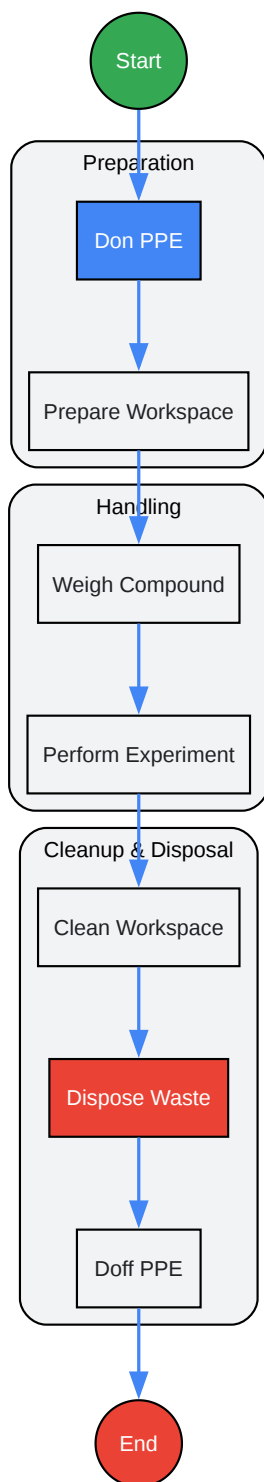 Start
Preparation
Don PPE
Prepare Workspace
Handling
Weigh Compound
Perform Experiment
Cleanup & Disposal
Clean Workspace
Dispose Waste
Doff PPE
End